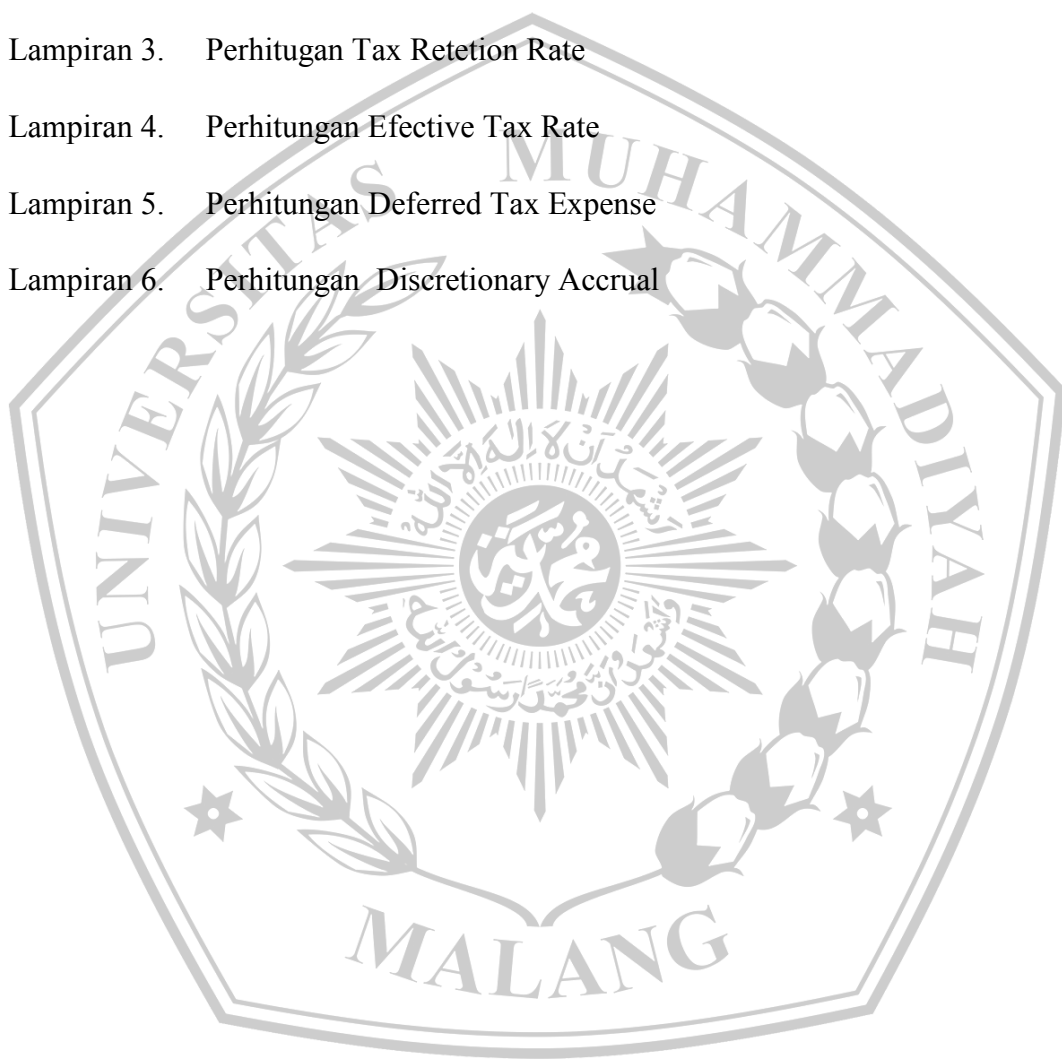 Lampiran 3. Perhitugan Tax Retetion Rate
Lampiran 4. Perhitungan Efective Tax Rate
Lampiran 5. Perhitungan Deferred Tax Expense
Lampiran 6. Perhitungan Discretionary Accrual
UNIVERSITAS MUHAMMADIYAH
MALANG